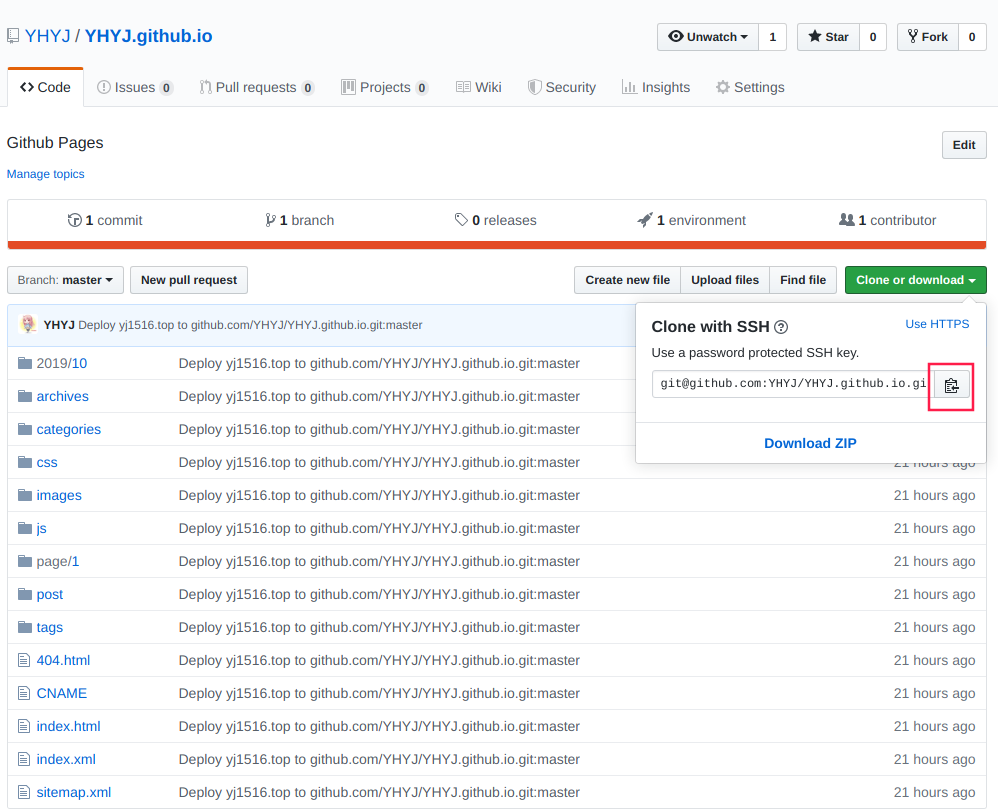 YHYJ / YHYJ.github.io
Unwatch 1 Star 0 Fork 0
Code Issues 0 Pull requests 0 Projects 0 Wiki Security Insights Settings
Github Pages
Edit
Manage topics
1 commit 1 branch 0 releases 1 environment 1 contributor
Branch: master New pull request Create new file Upload files Find file Clone or download
YHYJ Deploy yj1516.top to github.com/YHYJ/YHYJ.github.io.git:master
Clone with SSH Use HTTPS
Use a password protected SSH key.
git@github.com:YHYJ/YHYJ.github.io.gi
Download ZIP
2019/10 Deploy yj1516.top to github.com/YHYJ/YHYJ.github.io.git:master
archives Deploy yj1516.top to github.com/YHYJ/YHYJ.github.io.git:master
categories Deploy yj1516.top to github.com/YHYJ/YHYJ.github.io.git:master
css Deploy yj1516.top to github.com/YHYJ/YHYJ.github.io.git:master 21 hours ago
images Deploy yj1516.top to github.com/YHYJ/YHYJ.github.io.git:master 21 hours ago
js Deploy yj1516.top to github.com/YHYJ/YHYJ.github.io.git:master 21 hours ago
page/1 Deploy yj1516.top to github.com/YHYJ/YHYJ.github.io.git:master 21 hours ago
post Deploy yj1516.top to github.com/YHYJ/YHYJ.github.io.git:master 21 hours ago
tags Deploy yj1516.top to github.com/YHYJ/YHYJ.github.io.git:master 21 hours ago
404.html Deploy yj1516.top to github.com/YHYJ/YHYJ.github.io.git:master 21 hours ago
CNAME Deploy yj1516.top to github.com/YHYJ/YHYJ.github.io.git:master 21 hours ago
index.html Deploy yj1516.top to github.com/YHYJ/YHYJ.github.io.git:master 21 hours ago
index.xml Deploy yj1516.top to github.com/YHYJ/YHYJ.github.io.git:master 21 hours ago
sitemap.xml Deploy yj1516.top to github.com/YHYJ/YHYJ.github.io.git:master 21 hours ago